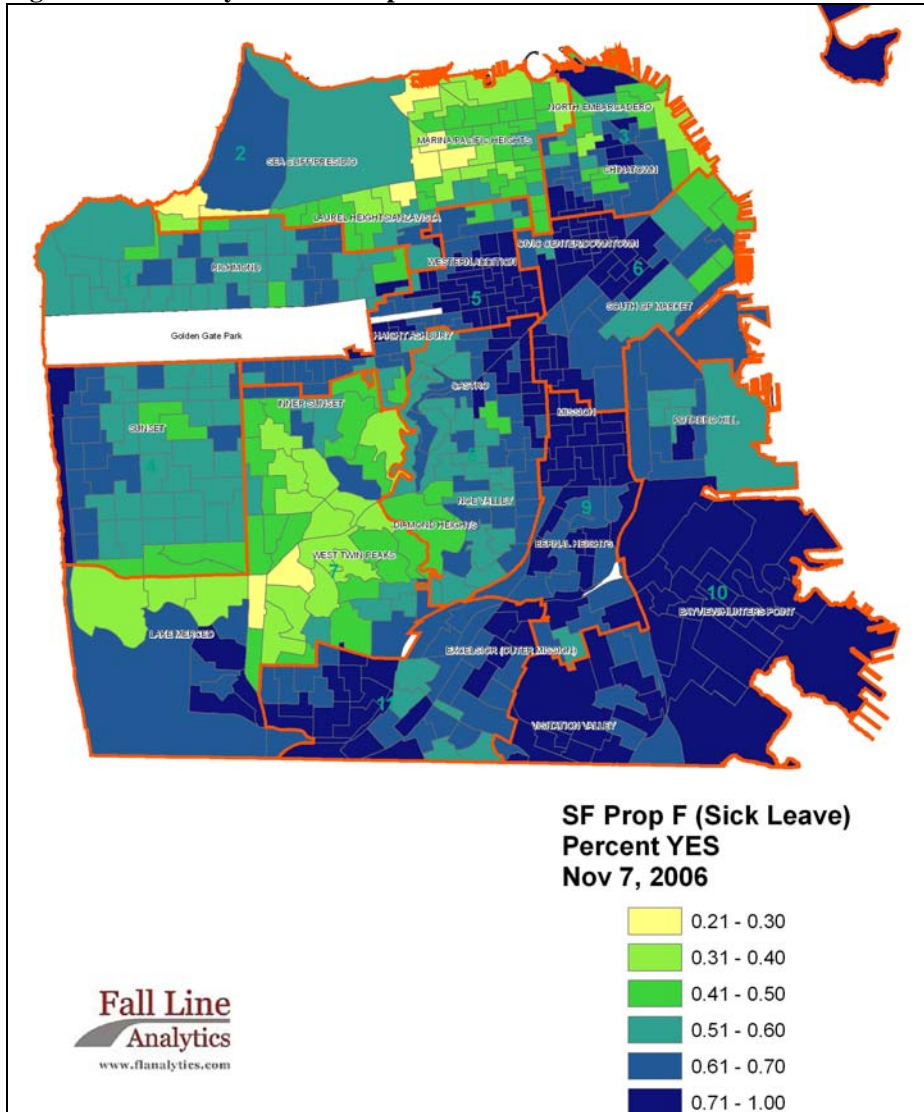 2
SEA CLIFF/PRESIDIO
MARINA/PACIFIC HEIGHTS
NORTH EMBARCADERO
3
CHINATOWN
LAUREL HEIGHTS/ANZA VISTA
1
RICHMOND
WESTERN ADDITION
CIVIC CENTER/DOWNTOWN
6
5
SOUTH OF MARKET
Golden Gate Park
HAIGHT ASHBURY
CASTRO
INNER SUNSET
SUNSET
4
MISSION
POTRERO HILL
8
NOE VALLEY
9
DIAMOND HEIGHTS
BERNAL HEIGHTS
WEST TWIN PEAKS
7
10
BAYVIEW/HUNTERS POINT
LAKE MERCED
EXCELSIOR (OUTER MISSION)
11
VISITATION VALLEY
SF Prop F (Sick Leave)
Percent YES
Nov 7, 2006
0.21 - 0.30
0.31 - 0.40
0.41 - 0.50
0.51 - 0.60
0.61 - 0.70
0.71 - 1.00
Fall Line
Analytics
www.flanalytics.com